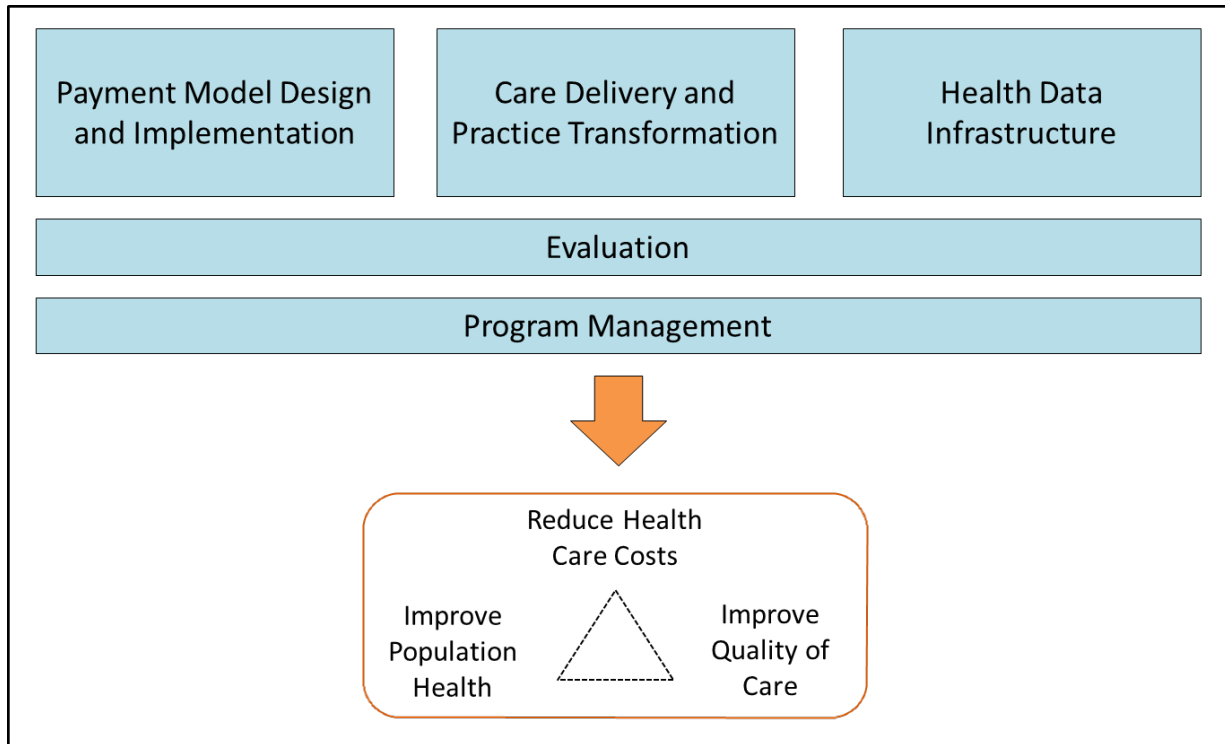 Payment Model Design
and Implementation
Care Delivery and
Practice Transformation
Health Data
Infrastructure
Evaluation
Program Management
Reduce Health
Care Costs
Improve
Population
Health
Improve
Quality of
Care